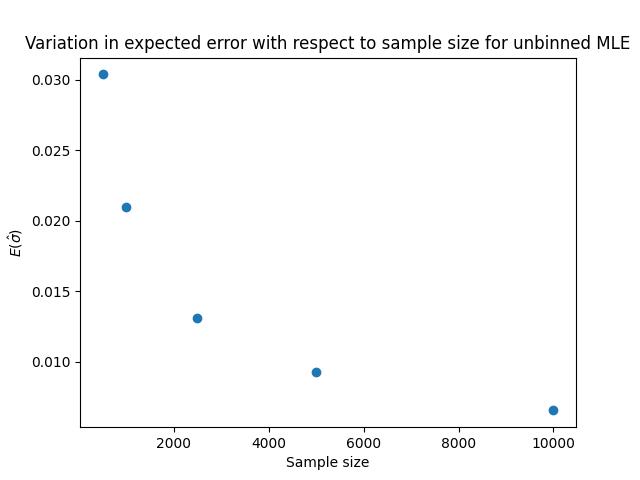 Variation in expected error with respect to sample size for unbinned MLE
0.030
0.025
0.020
0.015
0.010
E(σ̂)
2000 4000 6000 8000 10000
Sample size